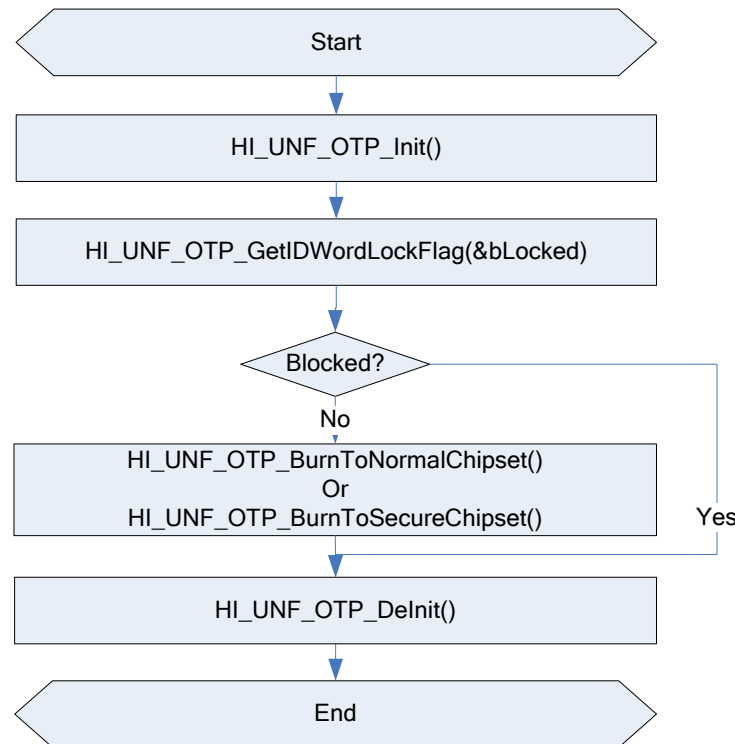 Start
HI_UNF_OTP_Init()
HI_UNF_OTP_GetIDWordLockFlag(&bLocked)
Blocked?
No
HI_UNF_OTP_BurnToNormalChipset()
Or
HI_UNF_OTP_BurnToSecureChipset()
Yes
HI_UNF_OTP_DeInit()
End